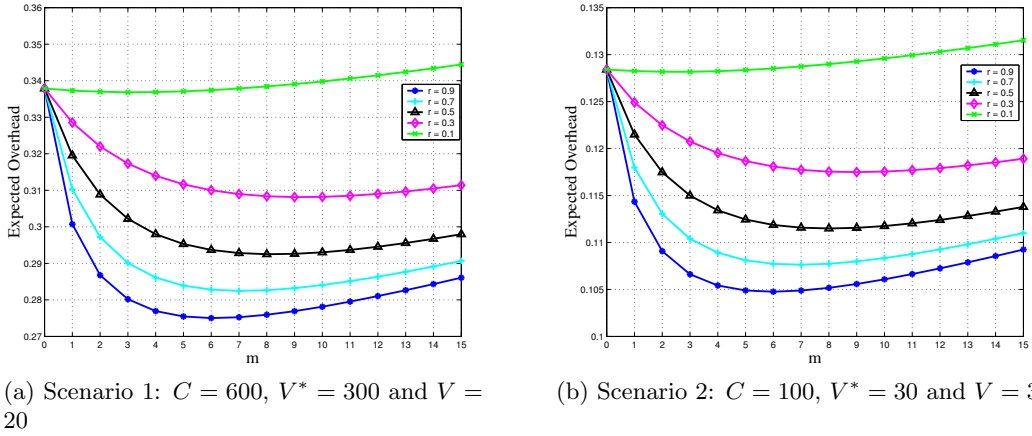 0.36
0.35
0.34
0.33
0.32
0.31
0.3
0.29
0.28
0.27
Expected Overhead
0 1 2 3 4 5 6 7 8 9 10 11 12 13 14 15
m
r = 0.9
r = 0.7
r = 0.5
r = 0.3
r = 0.1
(a) Scenario 1: C = 600, V* = 300 and V =
20
0.135
0.13
0.125
0.12
0.115
0.11
0.105
0.1
Expected Overhead
0 1 2 3 4 5 6 7 8 9 10 11 12 13 14 15
m
r = 0.9
r = 0.7
r = 0.5
r = 0.3
r = 0.1
(b) Scenario 2: C = 100, V* = 30 and V =